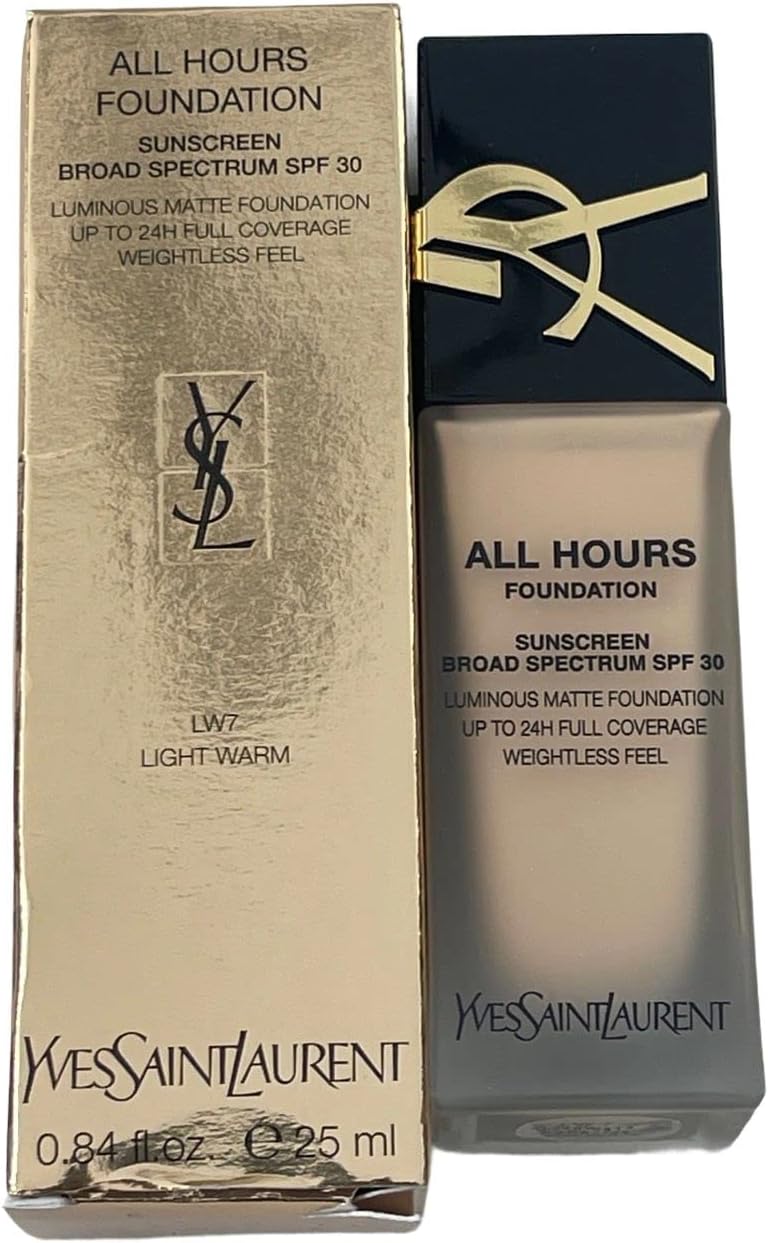 ALL HOURS
FOUNDATION
SUNSCREEN
BROAD SPECTRUM SPF 30
LUMINOUS MATTE FOUNDATION
UP TO 24H FULL COVERAGE
WEIGHTLESS FEEL
YSL
LW7
LIGHT WARM
YVESSAINTLAURENT
0.84 fl.oz. ℮ 25 ml
YSL
ALL HOURS
FOUNDATION
SUNSCREEN
BROAD SPECTRUM SPF 30
LUMINOUS MATTE FOUNDATION
UP TO 24H FULL COVERAGE
WEIGHTLESS FEEL
YVESSAINTLAURENT